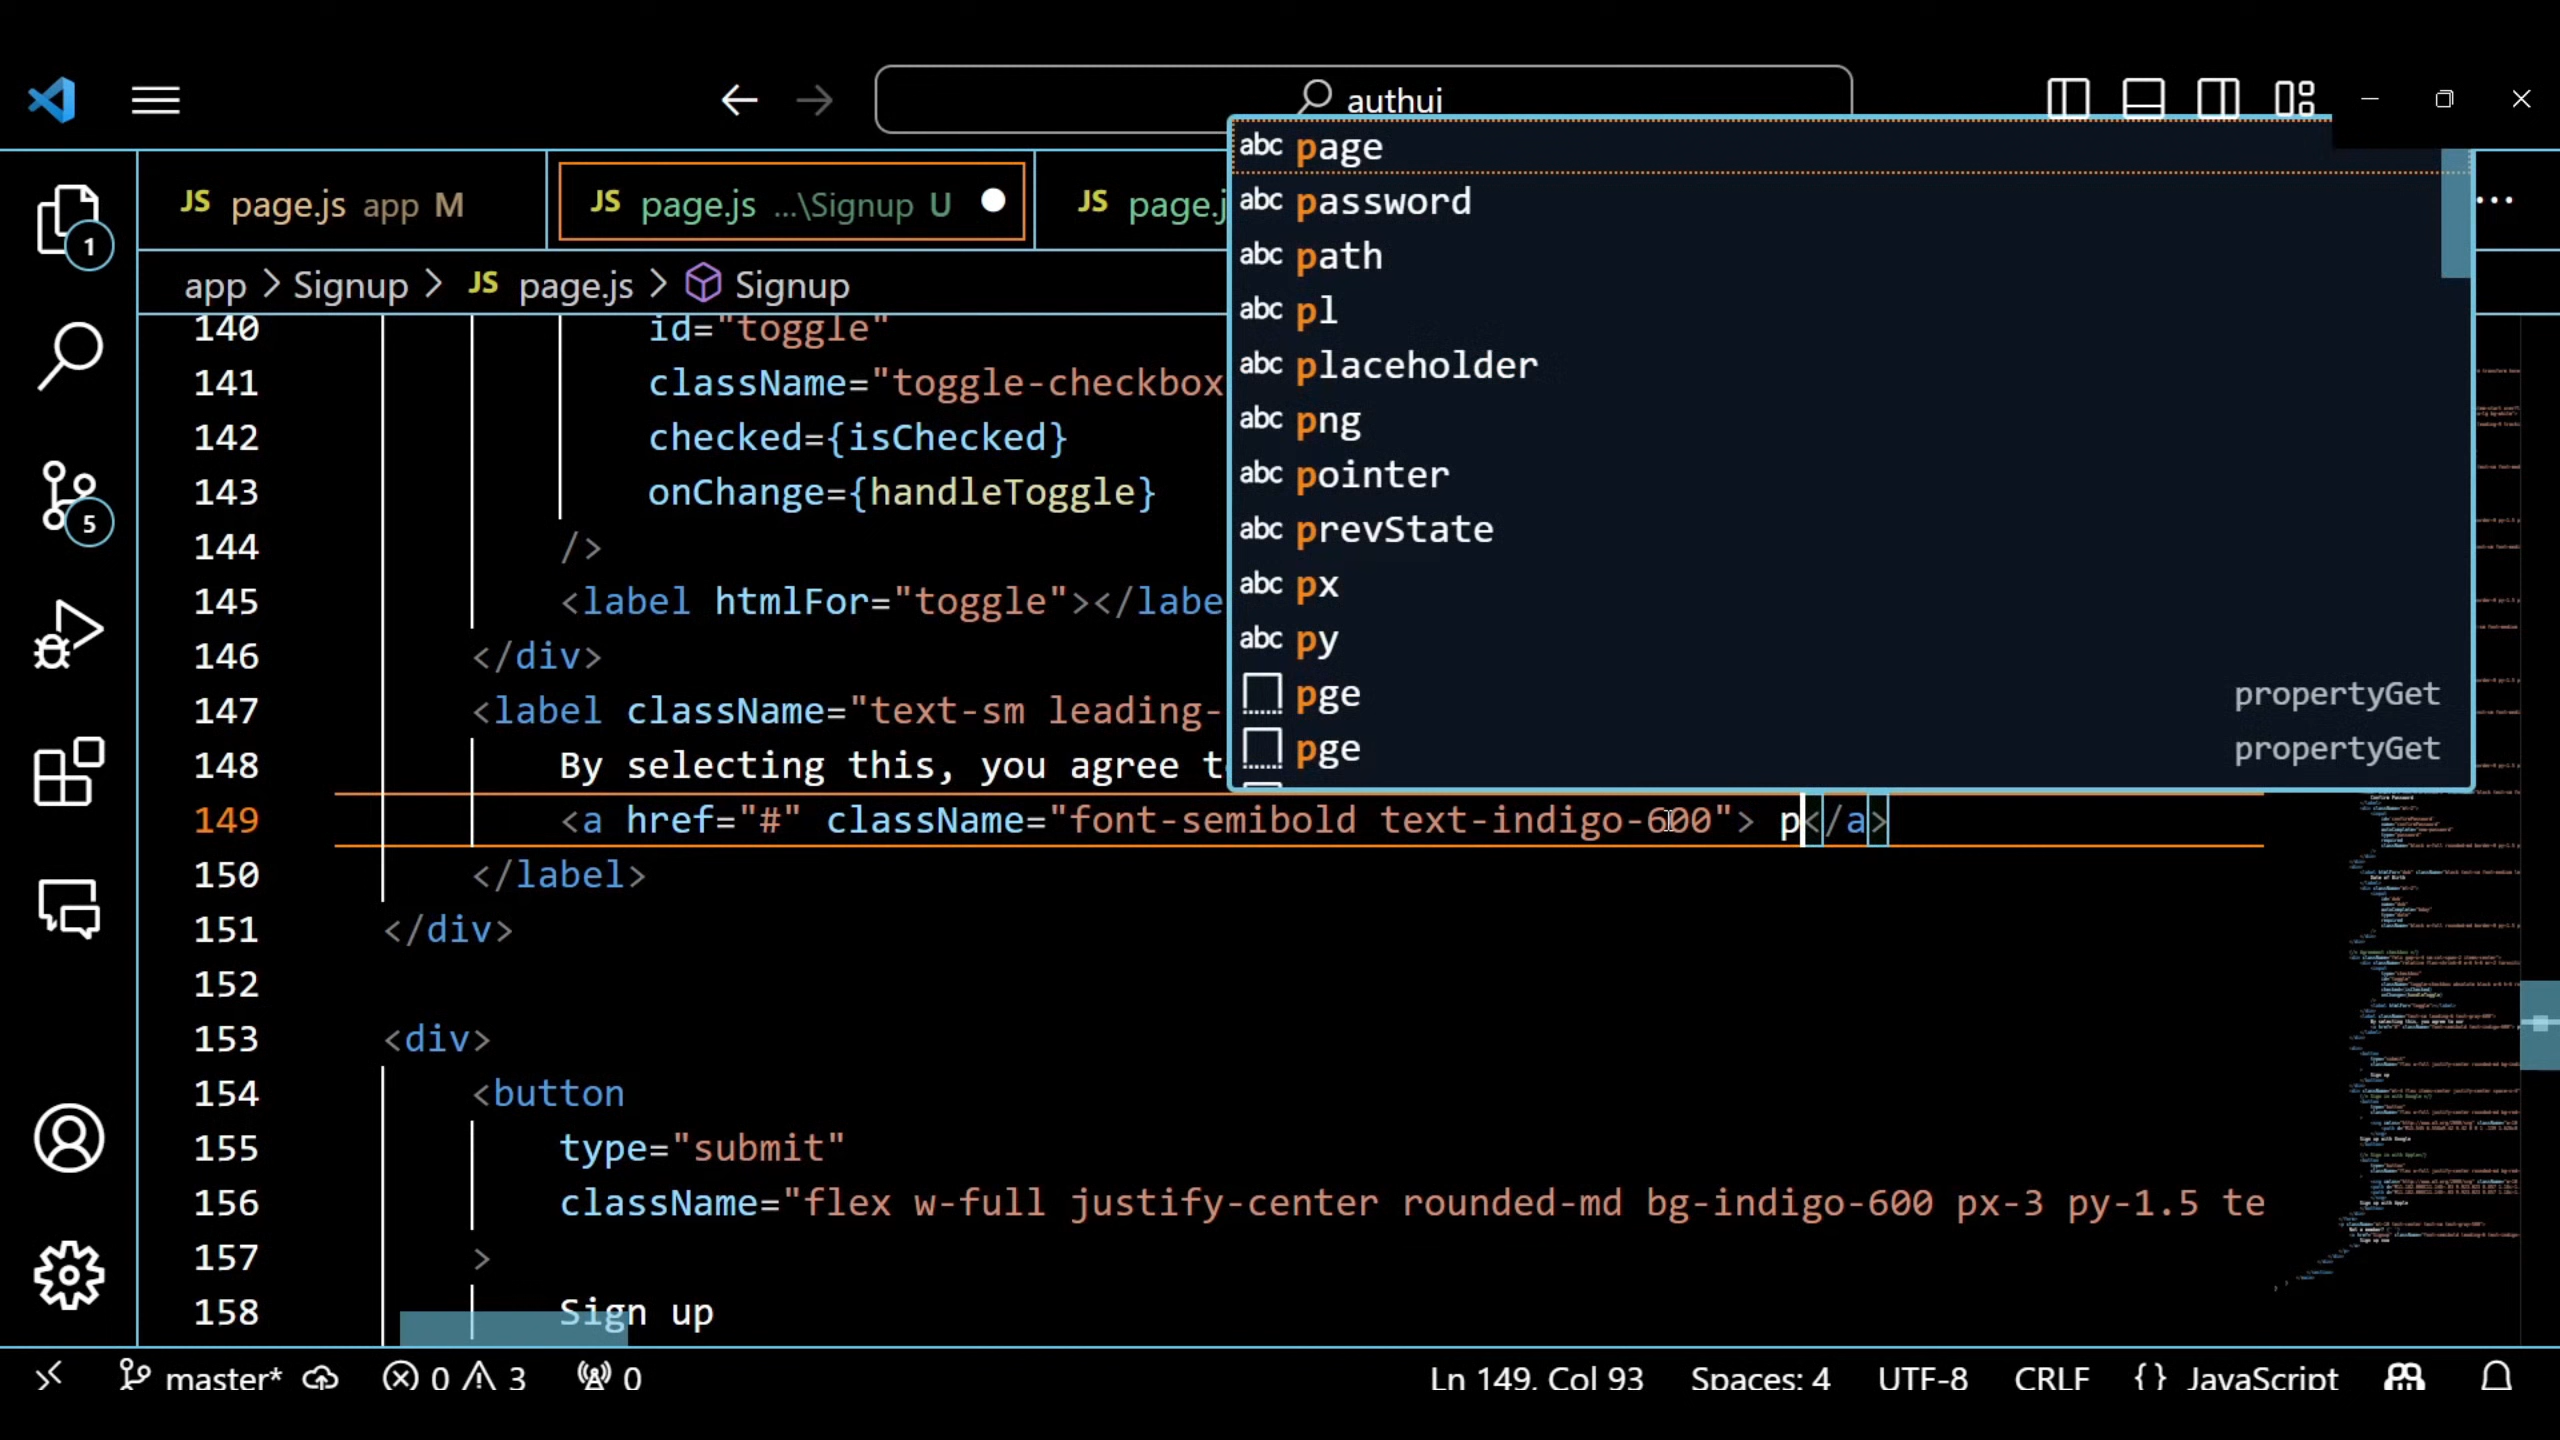 authui
JS page.js app M
JS page.js ...\Signup U
JS page.j
app > Signup > JS page.js > Signup
abc page
abc password
abc path
abc pl
abc placeholder
abc png
abc pointer
abc prevState
abc px
abc py
pge propertyGet
pge propertyGet
1
5
140 id="toggle"
141 className="toggle-checkbox
142 checked={isChecked}
143 onChange={handleToggle}
144 />
145 <label htmlFor="toggle"></labe
146 </div>
147 <label className="text-sm leading-
148 By selecting this, you agree t
149 <a href="#" className="font-semibold text-indigo-600"> p</a>
150 </label>
151 </div>
152
153 <div>
154 <button
155 type="submit"
156 className="flex w-full justify-center rounded-md bg-indigo-600 px-3 py-1.5 te
157 >
158 Sign up
master* 0 3 0 Ln 149, Col 93 Spaces: 4 UTF-8 CRLF {} JavaScript